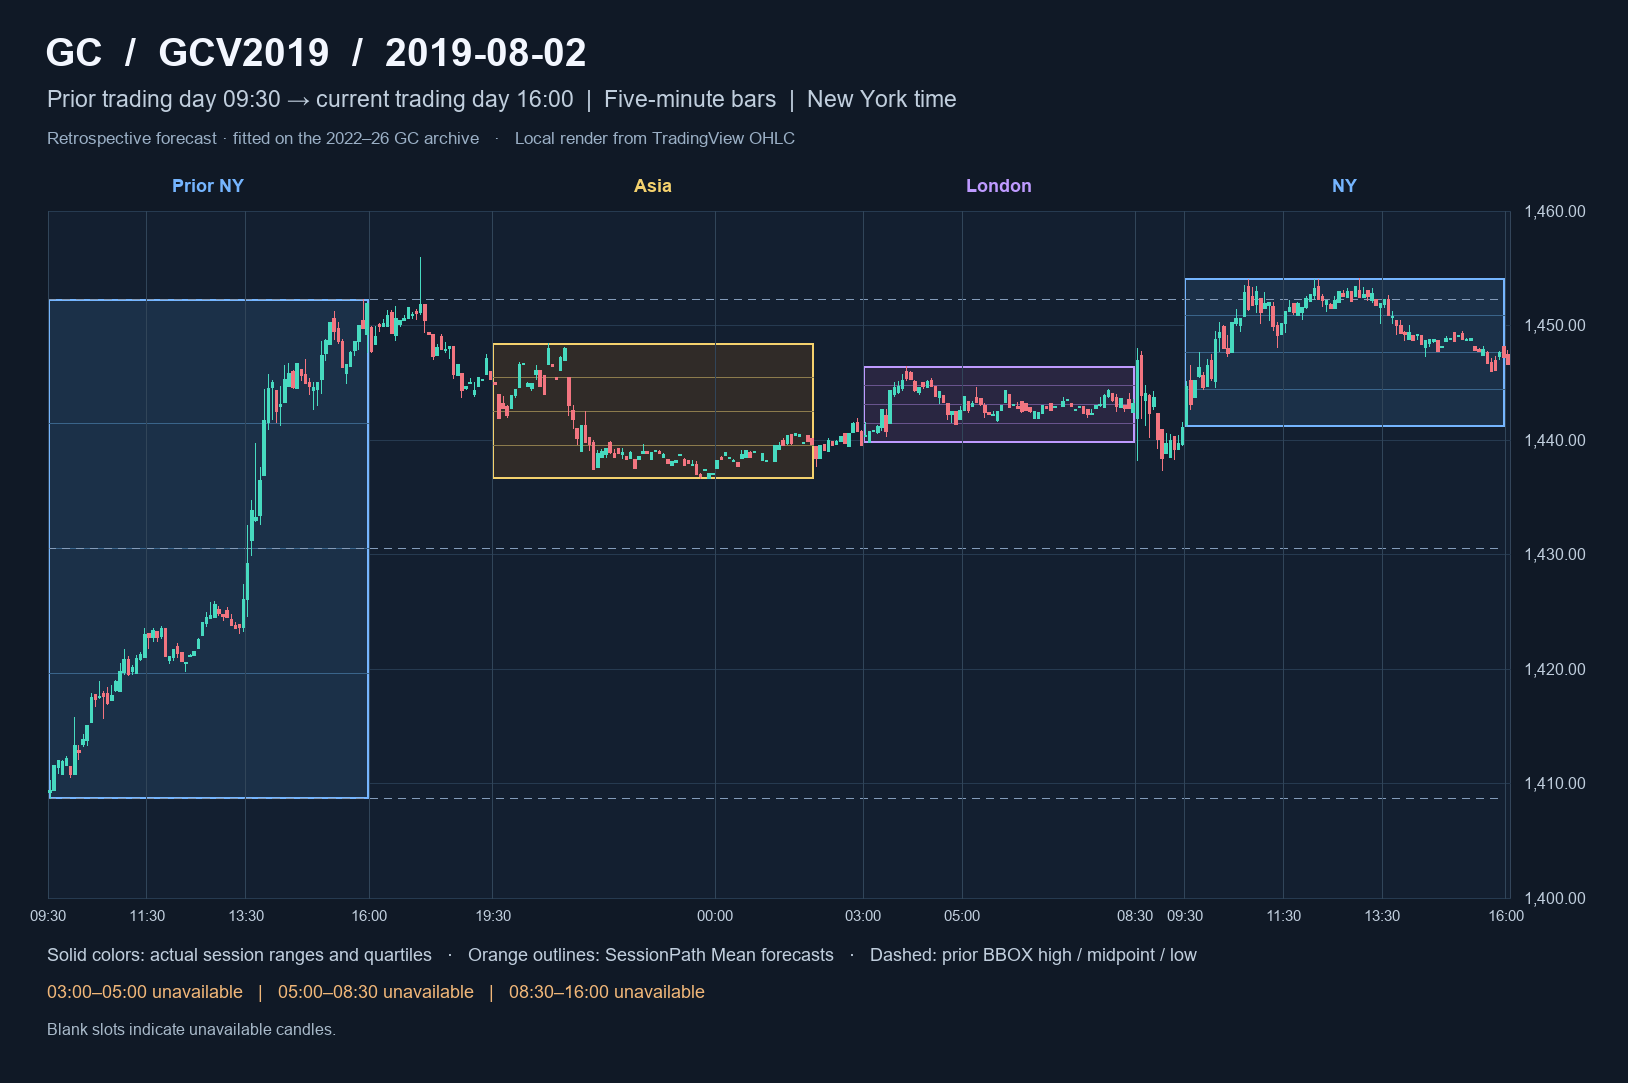 GC / GCV2019 / 2019-08-02
Prior trading day 09:30 → current trading day 16:00 | Five-minute bars | New York time
Retrospective forecast · fitted on the 2022–26 GC archive · Local render from TradingView OHLC
Prior NY Asia London NY
1,460.00
1,450.00
1,440.00
1,430.00
1,420.00
1,410.00
1,400.00
09:30 11:30 13:30 16:00 19:30 00:00 03:00 05:00 08:30 09:30 11:30 13:30 16:00
Solid colors: actual session ranges and quartiles · Orange outlines: SessionPath Mean forecasts · Dashed: prior BBOX high / midpoint / low
03:00–05:00 unavailable | 05:00–08:30 unavailable | 08:30–16:00 unavailable
Blank slots indicate unavailable candles.